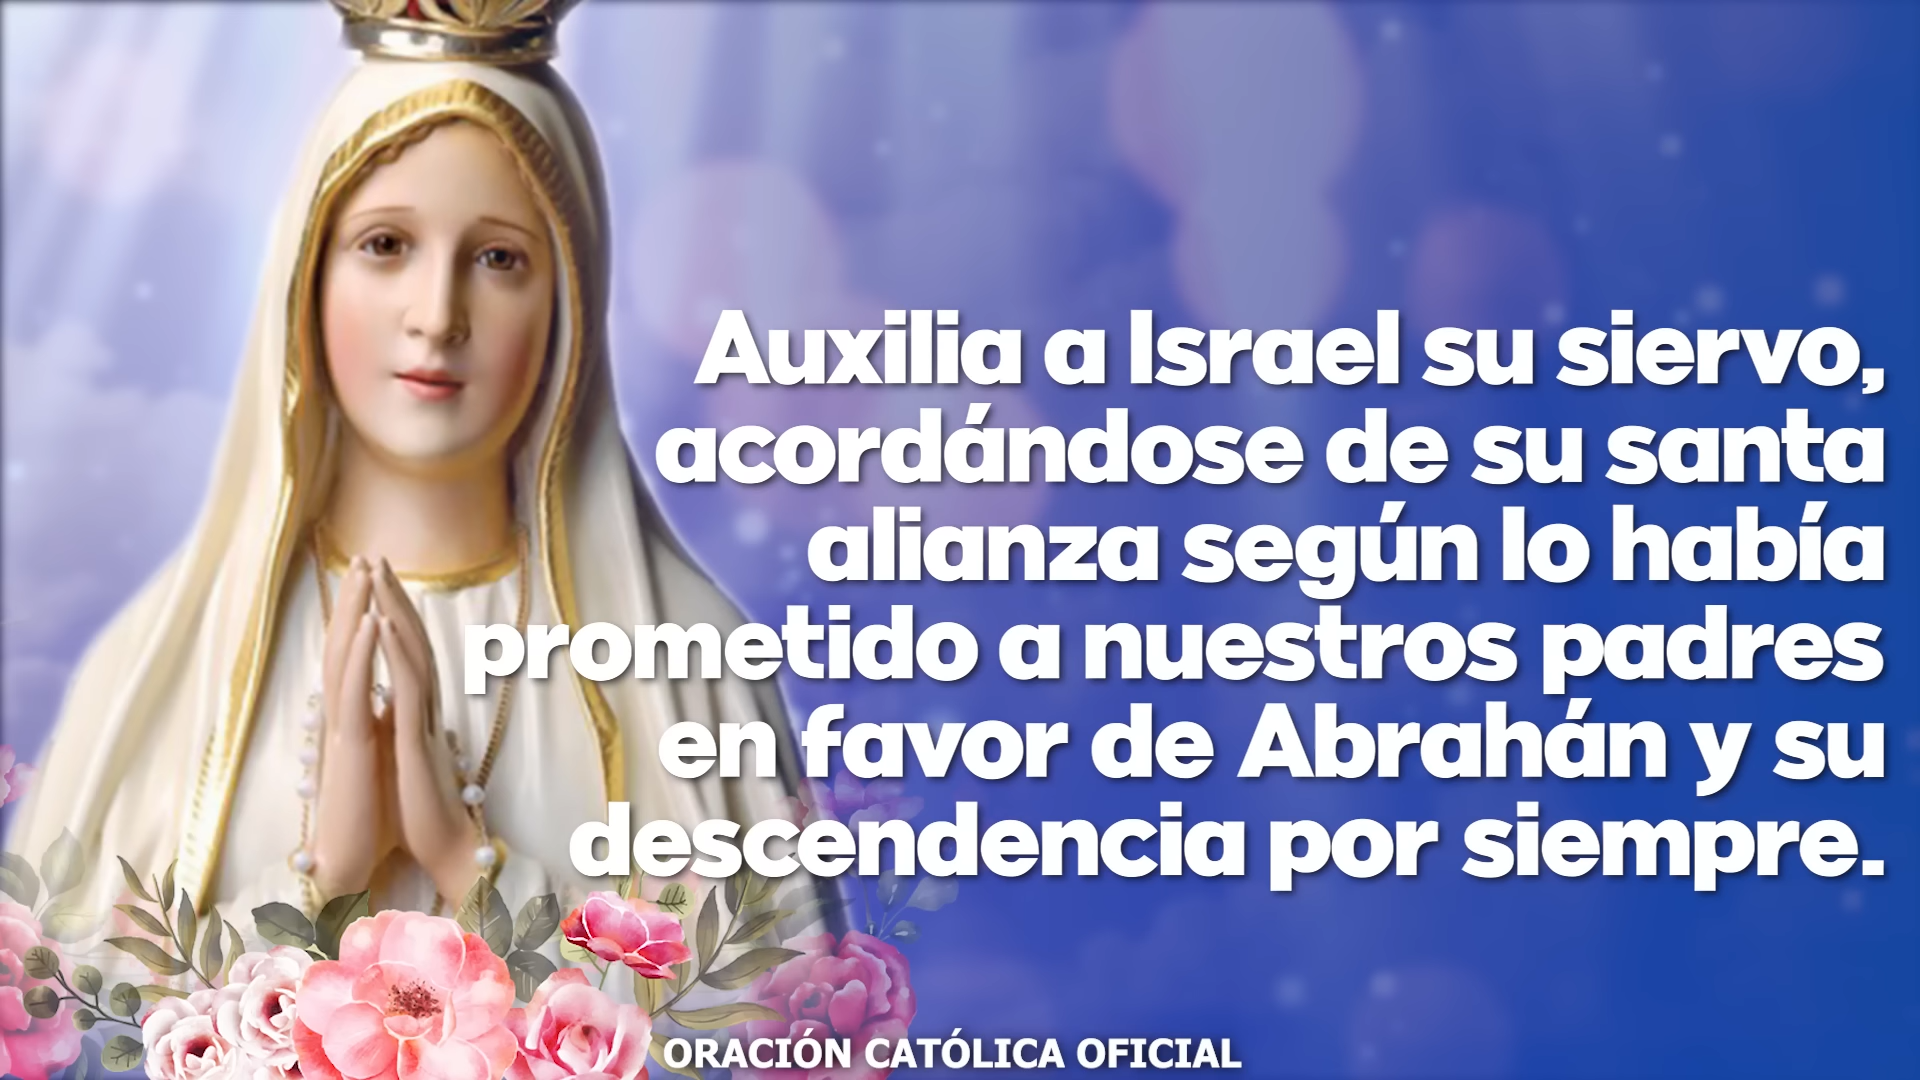 Auxilia a Israel su siervo,
acordándose de su santa
alianza según lo había
prometido a nuestros padres
en favor de Abrahán y su
descendencia por siempre.
ORACIÓN CATÓLICA OFICIAL